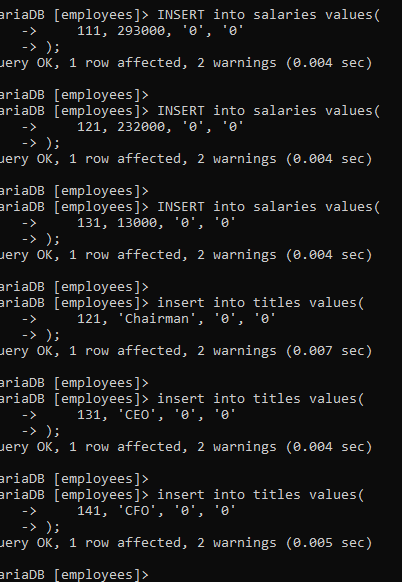 ariaDB [employees]> INSERT into salaries values(
    ->     111, 293000, '0', '0'
    -> );
uery OK, 1 row affected, 2 warnings (0.004 sec)
ariaDB [employees]>
ariaDB [employees]> INSERT into salaries values(
    ->     121, 232000, '0', '0'
    -> );
uery OK, 1 row affected, 2 warnings (0.004 sec)
ariaDB [employees]>
ariaDB [employees]> INSERT into salaries values(
    ->     131, 13000, '0', '0'
    -> );
uery OK, 1 row affected, 2 warnings (0.004 sec)
ariaDB [employees]>
ariaDB [employees]> insert into titles values(
    ->     121, 'Chairman', '0', '0'
    -> );
uery OK, 1 row affected, 2 warnings (0.007 sec)
ariaDB [employees]>
ariaDB [employees]> insert into titles values(
    ->     131, 'CEO', '0', '0'
    -> );
uery OK, 1 row affected, 2 warnings (0.004 sec)
ariaDB [employees]>
ariaDB [employees]> insert into titles values(
    ->     141, 'CFO', '0', '0'
    -> );
uery OK, 1 row affected, 2 warnings (0.005 sec)
ariaDB [employees]>